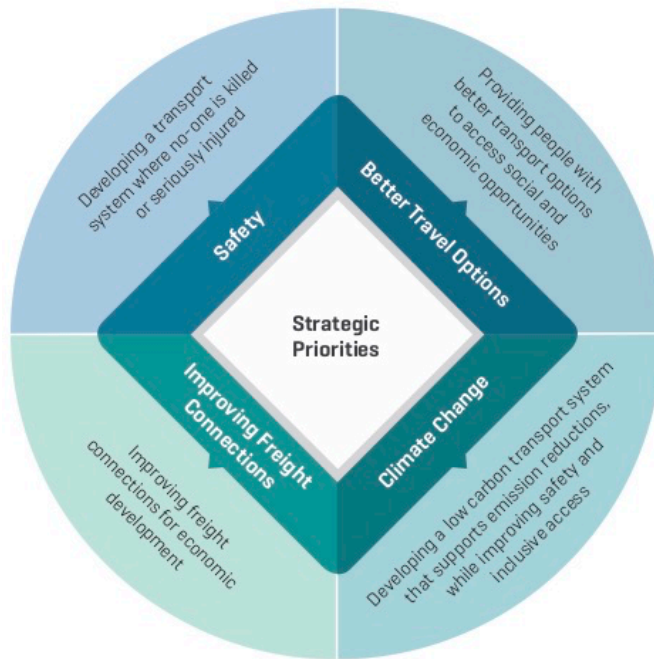 Developing a transport
system where no-one is killed
or seriously injured
Safety
Providing people with
better transport options
to access social and
economic opportunities
Better Travel Options
Strategic
Priorities
Improving Freight
Connections
Improving freight
connections for economic
development
Climate Change
Developing a low carbon transport system
that supports emission reductions,
while improving safety and
inclusive access